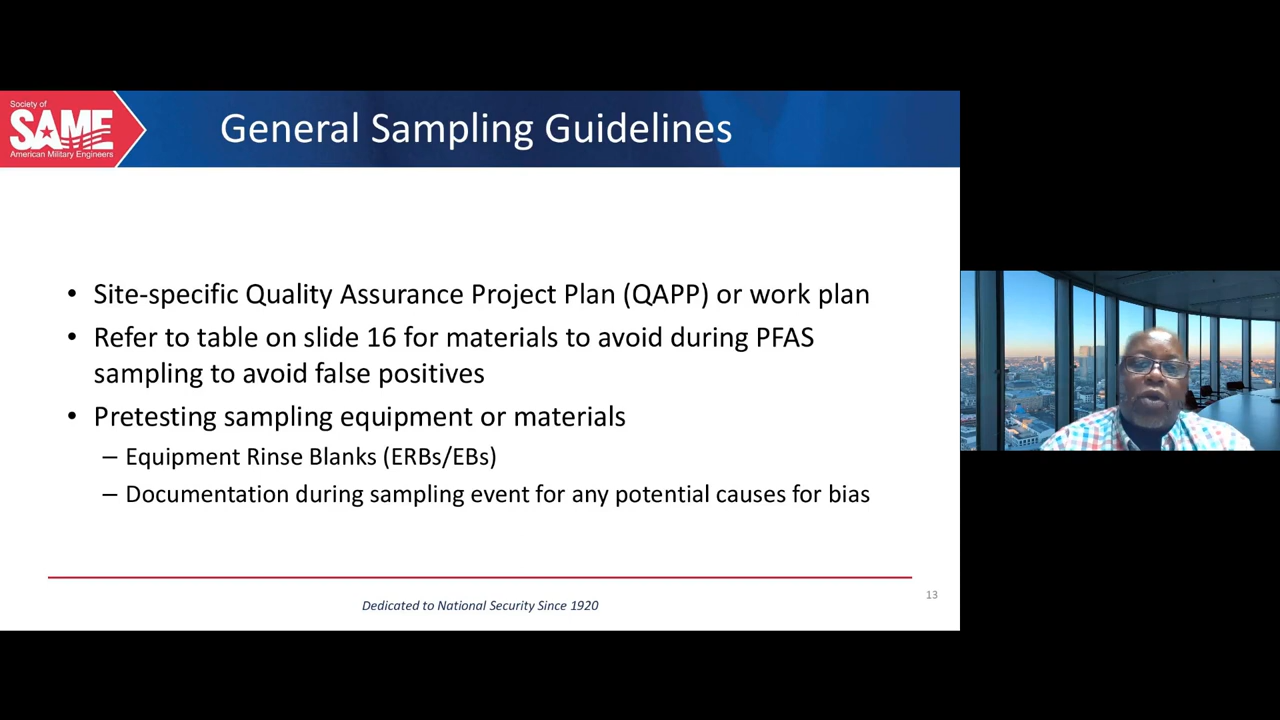 Society of
SAME
American Military Engineers
General Sampling Guidelines
• Site-specific Quality Assurance Project Plan (QAPP) or work plan
• Refer to table on slide 16 for materials to avoid during PFAS
sampling to avoid false positives
• Pretesting sampling equipment or materials
– Equipment Rinse Blanks (ERBs/EBs)
– Documentation during sampling event for any potential causes for bias
13
Dedicated to National Security Since 1920